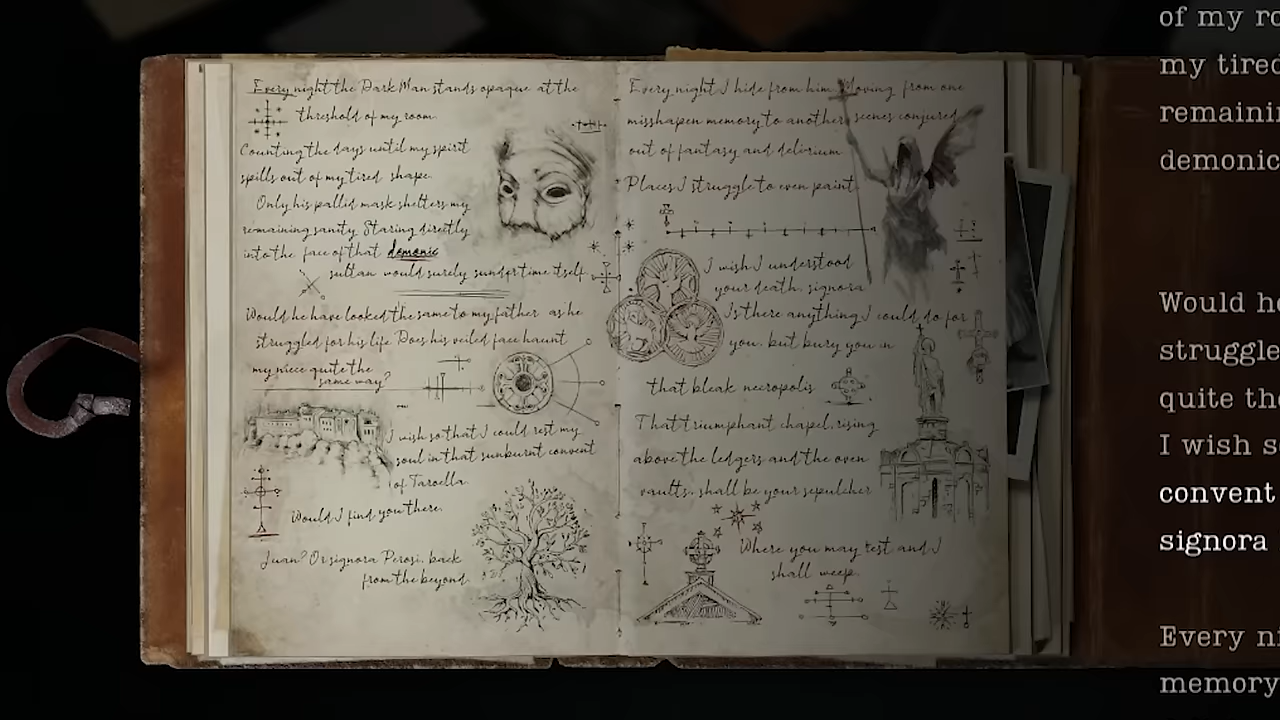 Every night the Dark Man stands opaque at the
threshold of my room.
Counting the days until my spirit
spills out of my tired shape.
Only his pallid mask shelters my
remaining sanity. Staring directly
into the face of that demonic
sultan would surely sunder time itself.
Would he have looked the same to my father as he
struggled for his life. Does his veiled face haunt
my niece quite the
same way?
I wish so that I could rest my
soul in that sunburnt convent
of Taroella.
Would I find you there.
Juan? Or signora Perosi, back
from the beyond.
Every night I hide from him. Moving from one
misshapen memory to another, scenes conjured
out of fantasy and delirium.
Places I struggle to even paint.
I wish I understood
your death, signora.
Is there anything I could do for
you, but bury you in
that bleak necropolis
That triumphant chapel, rising
above the ledgers and the oven
vaults, shall be your sepulcher
Where you may rest and I
shall weep.
of my ro
my tired
remainin
demonic
Would he
struggle
quite the
I wish so
convent
signora
Every ni
memory